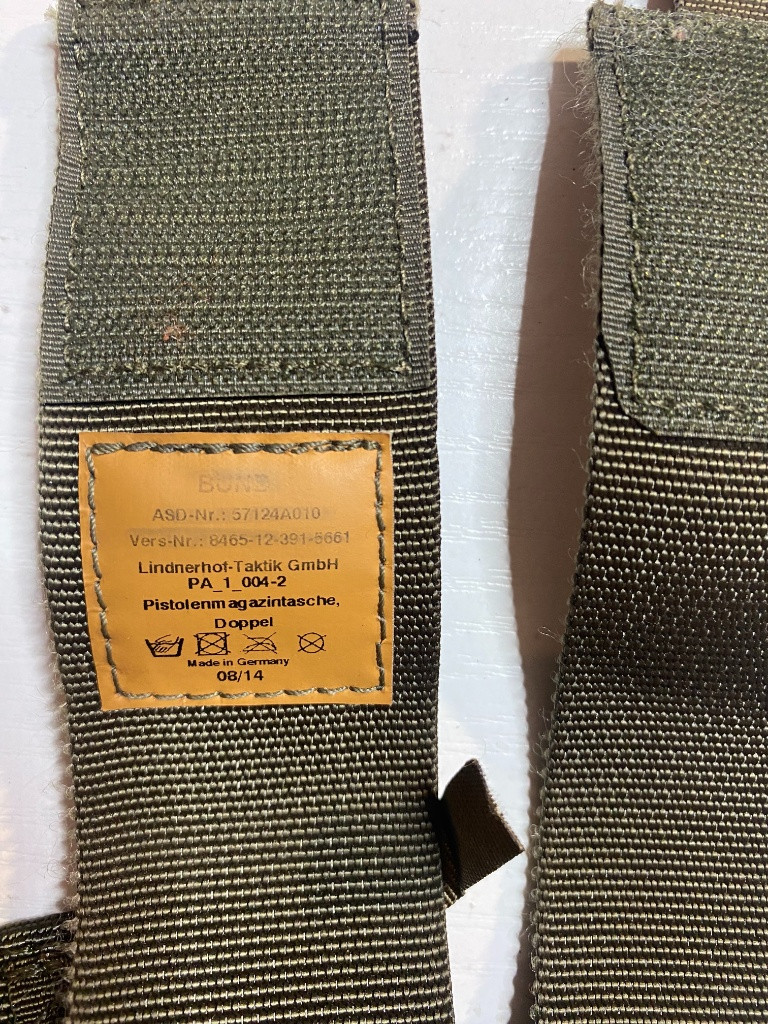 BUND
ASD-Nr.: 57124A010
Vers-Nr.: 8465-12-391-5661
Lindnerhof-Taktik GmbH
PA_1_004-2
Pistolenmagazintasche,
Doppel
Made in Germany
08/14